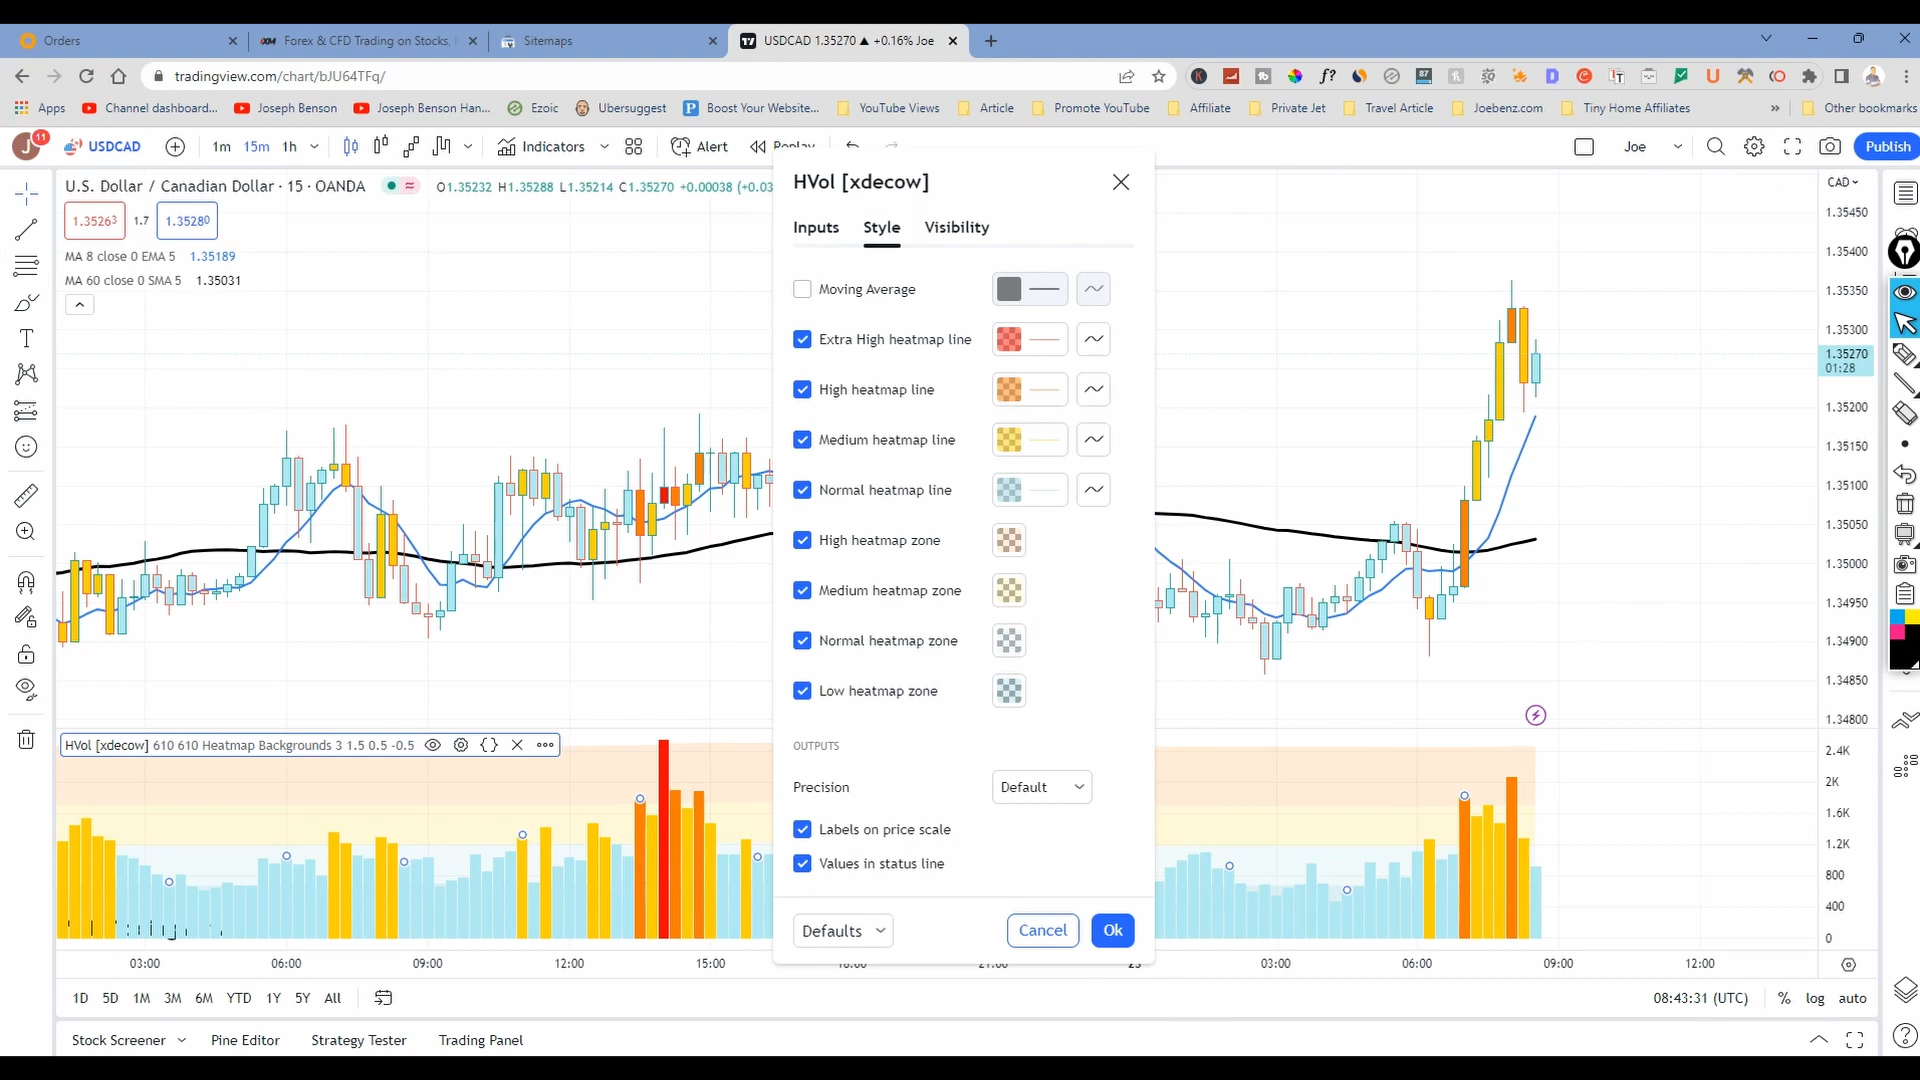 Orders
Forex & CFD Trading on Stocks,
Sitemaps
USDCAD 1.35270 ▲ +0.16% Joe
tradingview.com/chart/bJU64TFq/
Apps
Channel dashboard...
Joseph Benson
Joseph Benson Han...
Ezoic
Ubersuggest
Boost Your Website...
YouTube Views
Article
Promote YouTube
Affiliate
Private Jet
Travel Article
Joebenz.com
Tiny Home Affiliates
Other bookmarks
J 11
USDCAD
1m 15m 1h
Indicators
Alert
Replay
Joe
Publish
U.S. Dollar / Canadian Dollar · 15 · OANDA
O1.35232 H1.35288 L1.35214 C1.35270 +0.00038 (+0.03
1.35263
1.7
1.35280
MA 8 close 0 EMA 5 1.35189
MA 60 close 0 SMA 5 1.35031
HVol [xdecow]
Inputs
Style
Visibility
Moving Average
Extra High heatmap line
High heatmap line
Medium heatmap line
Normal heatmap line
High heatmap zone
Medium heatmap zone
Normal heatmap zone
Low heatmap zone
OUTPUTS
Precision
Default
Labels on price scale
Values in status line
Defaults
Cancel
Ok
CAD
1.35450
1.35400
1.35350
1.35300
1.35270
01:28
1.35200
1.35150
1.35100
1.35050
1.35000
1.34950
1.34900
1.34850
1.34800
HVol [xdecow] 610 610 Heatmap Backgrounds 3 1.5 0.5 -0.5
2.4K
2K
1.6K
1.2K
800
400
0
03:00 06:00 09:00 12:00 15:00 18:00 21:00 23 03:00 06:00 09:00 12:00
1D 5D 1M 3M 6M YTD 1Y 5Y All
08:43:31 (UTC)
% log auto
Stock Screener
Pine Editor
Strategy Tester
Trading Panel